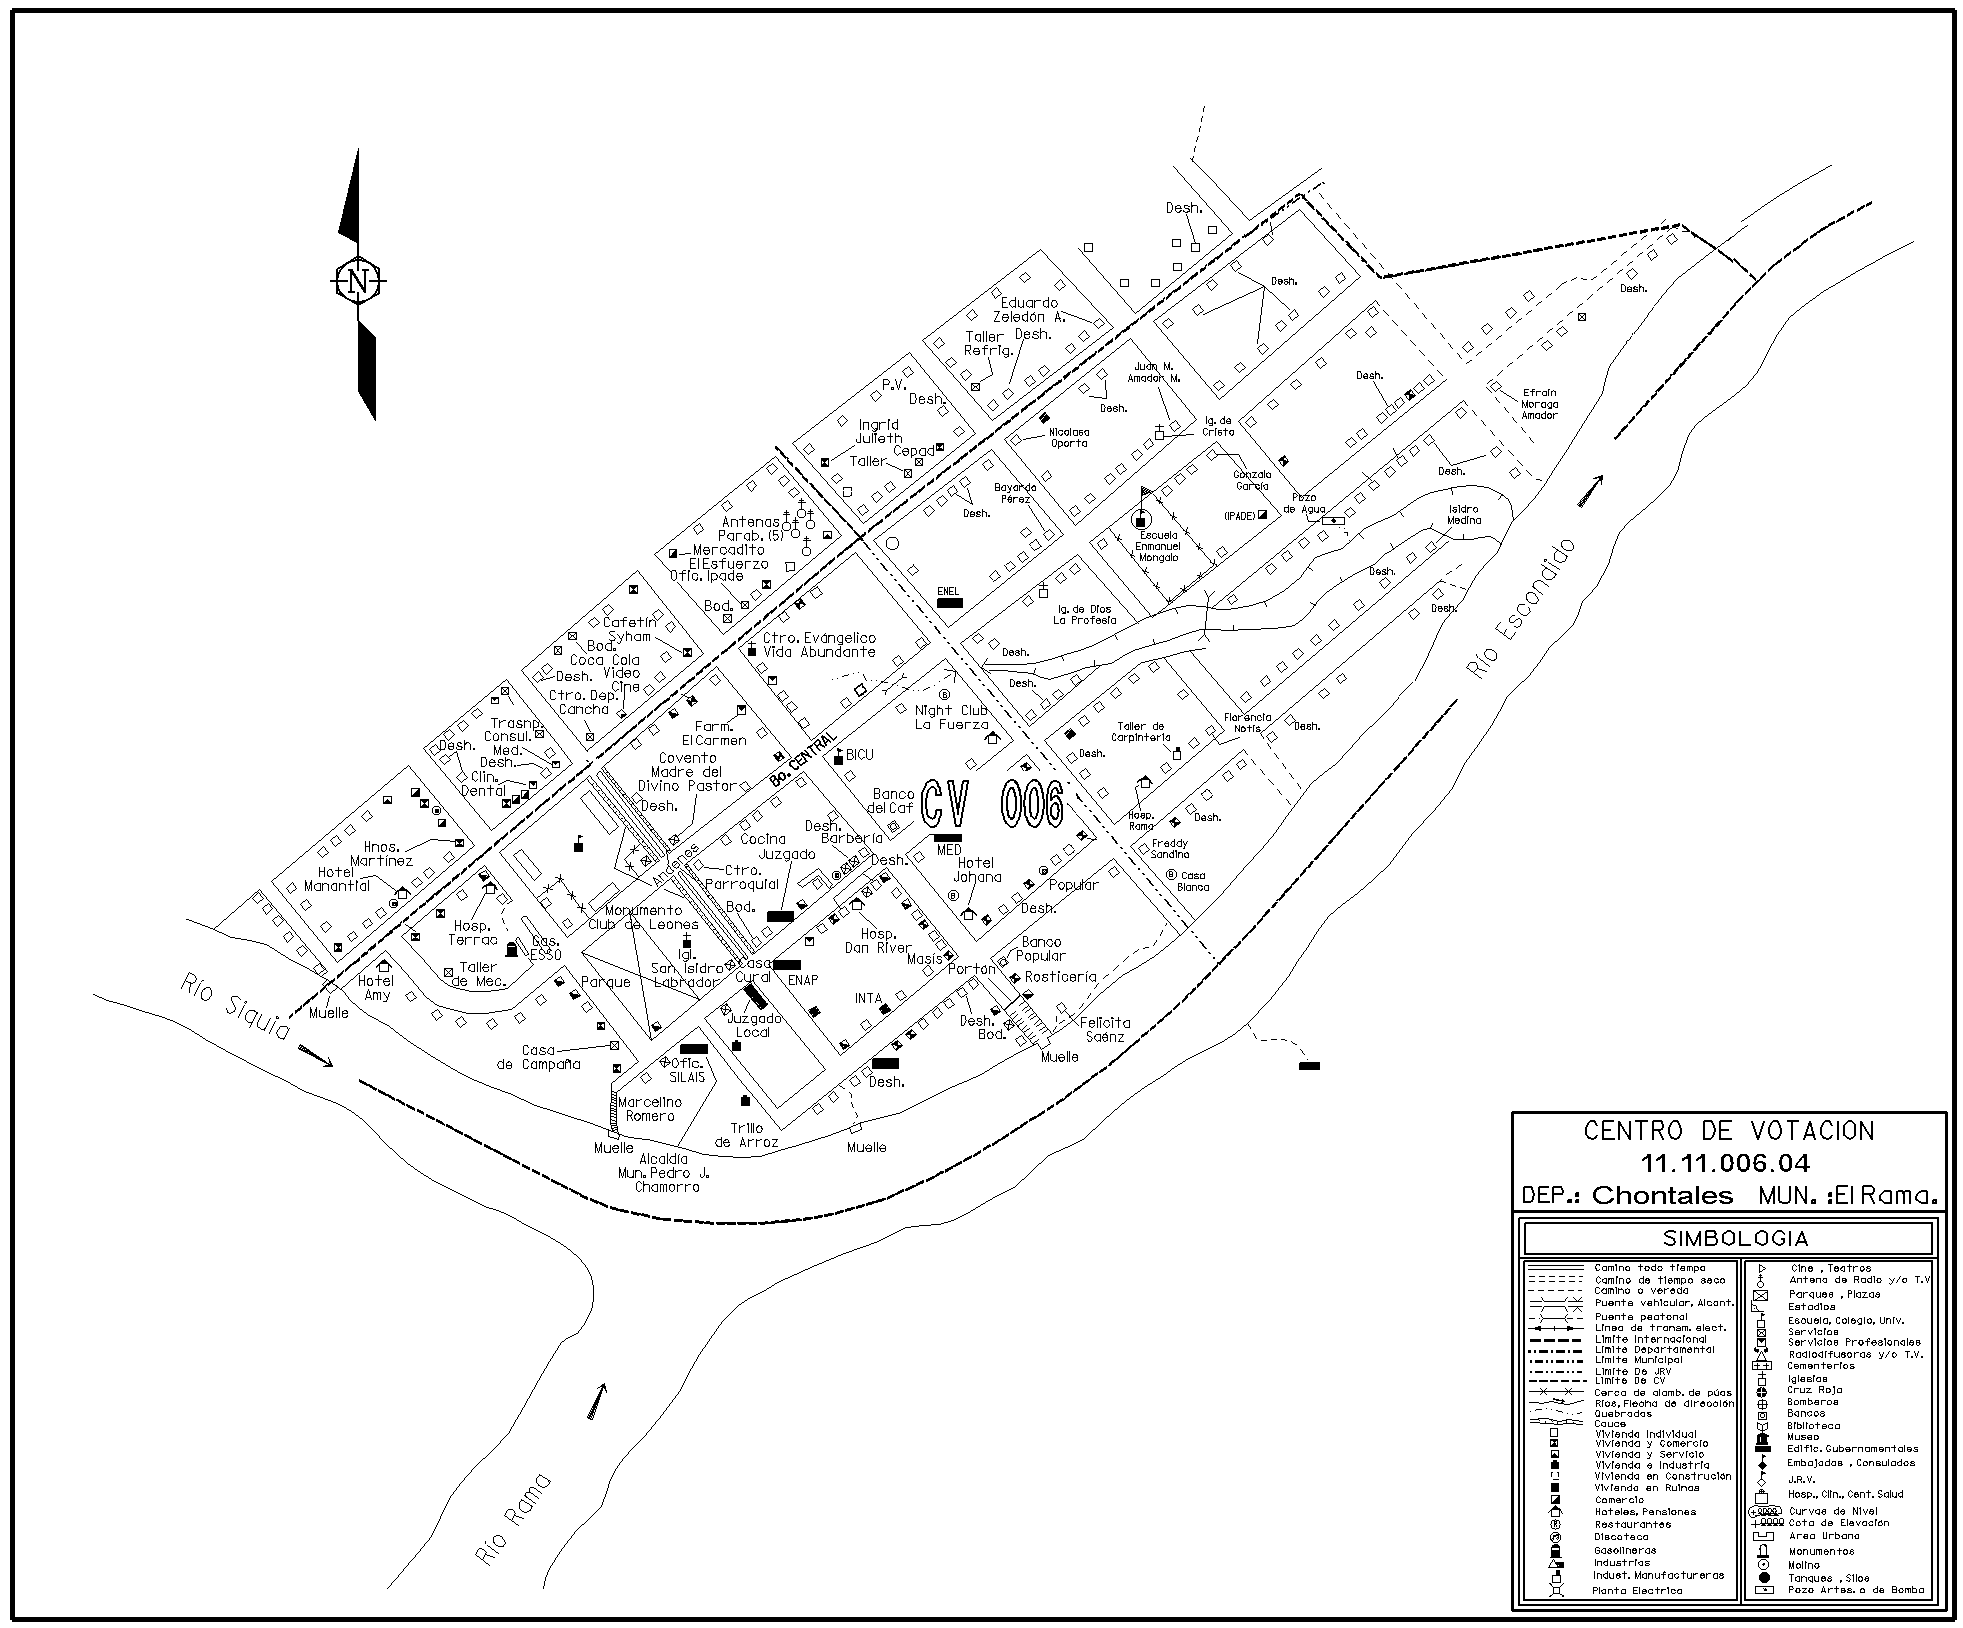 N
Desh.
Eduardo
Zeledón A.
Taller
Refrig.
Desh.
Desh.
Desh.
P.V.
Desh.
Ingrid
Julieth
Cepad
Taller
Juan M.
Amador M.
Desh.
Nicolasa
Oporta
Ig. de
Cristo
Desh.
Efraín
Moraga
Amador
Gonzalo
García
Desh.
Bayardo
Pérez
Desh.
Pozo
de Agua
(IPADE)
Isidro
Medina
Antenas
Parab.(5)
Mercadito
El Esfuerzo
Ofic. Ipade
Bod.
Escuela
Enmanuel
Mongalo
ENEL
Desh.
Desh.
Ig. de Dios
La Profesía
Río Escondido
Cafetín
Syham
Bod.
Coca Cola
Desh.
Video
Cine
Ctro. Dep.
Cancha
Ctro. Evángelico
Vida Abundante
Desh.
Desh.
Night Club
La Fuerza
Trasnp.
Consul.
Med.
Desh.
Desh.
Clin.
Dental
Farm.
El Carmen
Covento
Madre del
Divino Pastor
Desh.
Bo. CENTRAL
BICU
Taller de
Carpintería
Florencia
Notis
Desh.
Desh.
Banco
del Caf
CV 006
Hosp.
Rama
Desh.
Hnos.
Martínez
Hotel
Manantial
Andenes
Cocina
Juzgado
Desh.
Barbería
Desh.
MED
Hotel
Johana
Freddy
Sandino
Casa
Blanca
Ctro.
Parroquial
Bod.
Popular
Desh.
Hosp.
Terrac
Gas.
ESSO
Monumento
Club de Leones
Igl.
San Isidro
Labrador
Casa
Cural
Hosp.
Dan River
Masís
Banco
Popular
Portón
Rosticería
Río Siquia
Muelle
Hotel
Amy
Taller
de Mec.
Parque
ENAP
INTA
Juzgado
Local
Desh.
Bod.
Felicita
Saénz
Muelle
Casa
de Campaña
Ofic.
SILAIS
Desh.
Marcelino
Romero
Trillo
de Arroz
Muelle
Muelle
Alcaldía
Mun. Pedro J.
Chamorro
Río Rama
CENTRO DE VOTACION
11.11.006.04
DEP.: Chontales MUN. :El Rama.
SIMBOLOGIA
Camino todo tiempo
Camino de tiempo seco
Camino o vereda
Puente vehicular, Alcant.
Puente peatonal
Línea de transm. elect.
Límite Internacional
Límite Departamental
Límite Municipal
Límite De JRV
Límite De CV
Cerca de alamb. de púas
Ríos, Flecha de dirección
Quebradas
Cauce
Vivienda Individual
Vivienda y Comercio
Vivienda y Servicio
Vivienda e Industria
Vivienda en Construción
Vivienda en Ruinas
Comercio
Hoteles, Pensiones
Restaurantes
Discoteca
Gasolineras
Industrias
Indust. Manufactureras
Planta Electrica
Cine , Teatros
Antena de Radio y/o T.V
Parques , Plazas
Estadios
Escuela, Colegio, Univ.
Servicios
Servicios Profesionales
Radiodifusoras y/o T.V.
Cementerios
Iglesias
Cruz Roja
Bomberos
Bancos
Biblioteca
Museo
Edific. Gubernamentales
Embajadas , Consulados
J.R.V.
Hosp., Clin., Cent. Salud
Curvas de Nivel
Cota de Elevación
Area Urbana
Monumentos
Molino
Tanques , Silos
Pozo Artes. o de Bomba